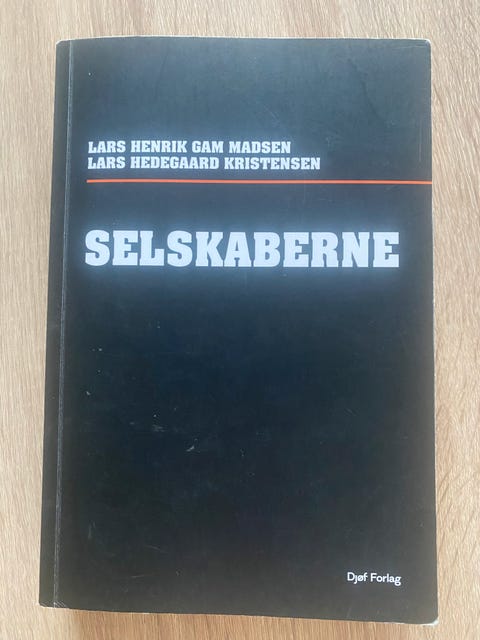 LARS HENRIK GAM MADSEN
LARS HEDEGAARD KRISTENSEN
SELSKABERNE
Djøf Forlag